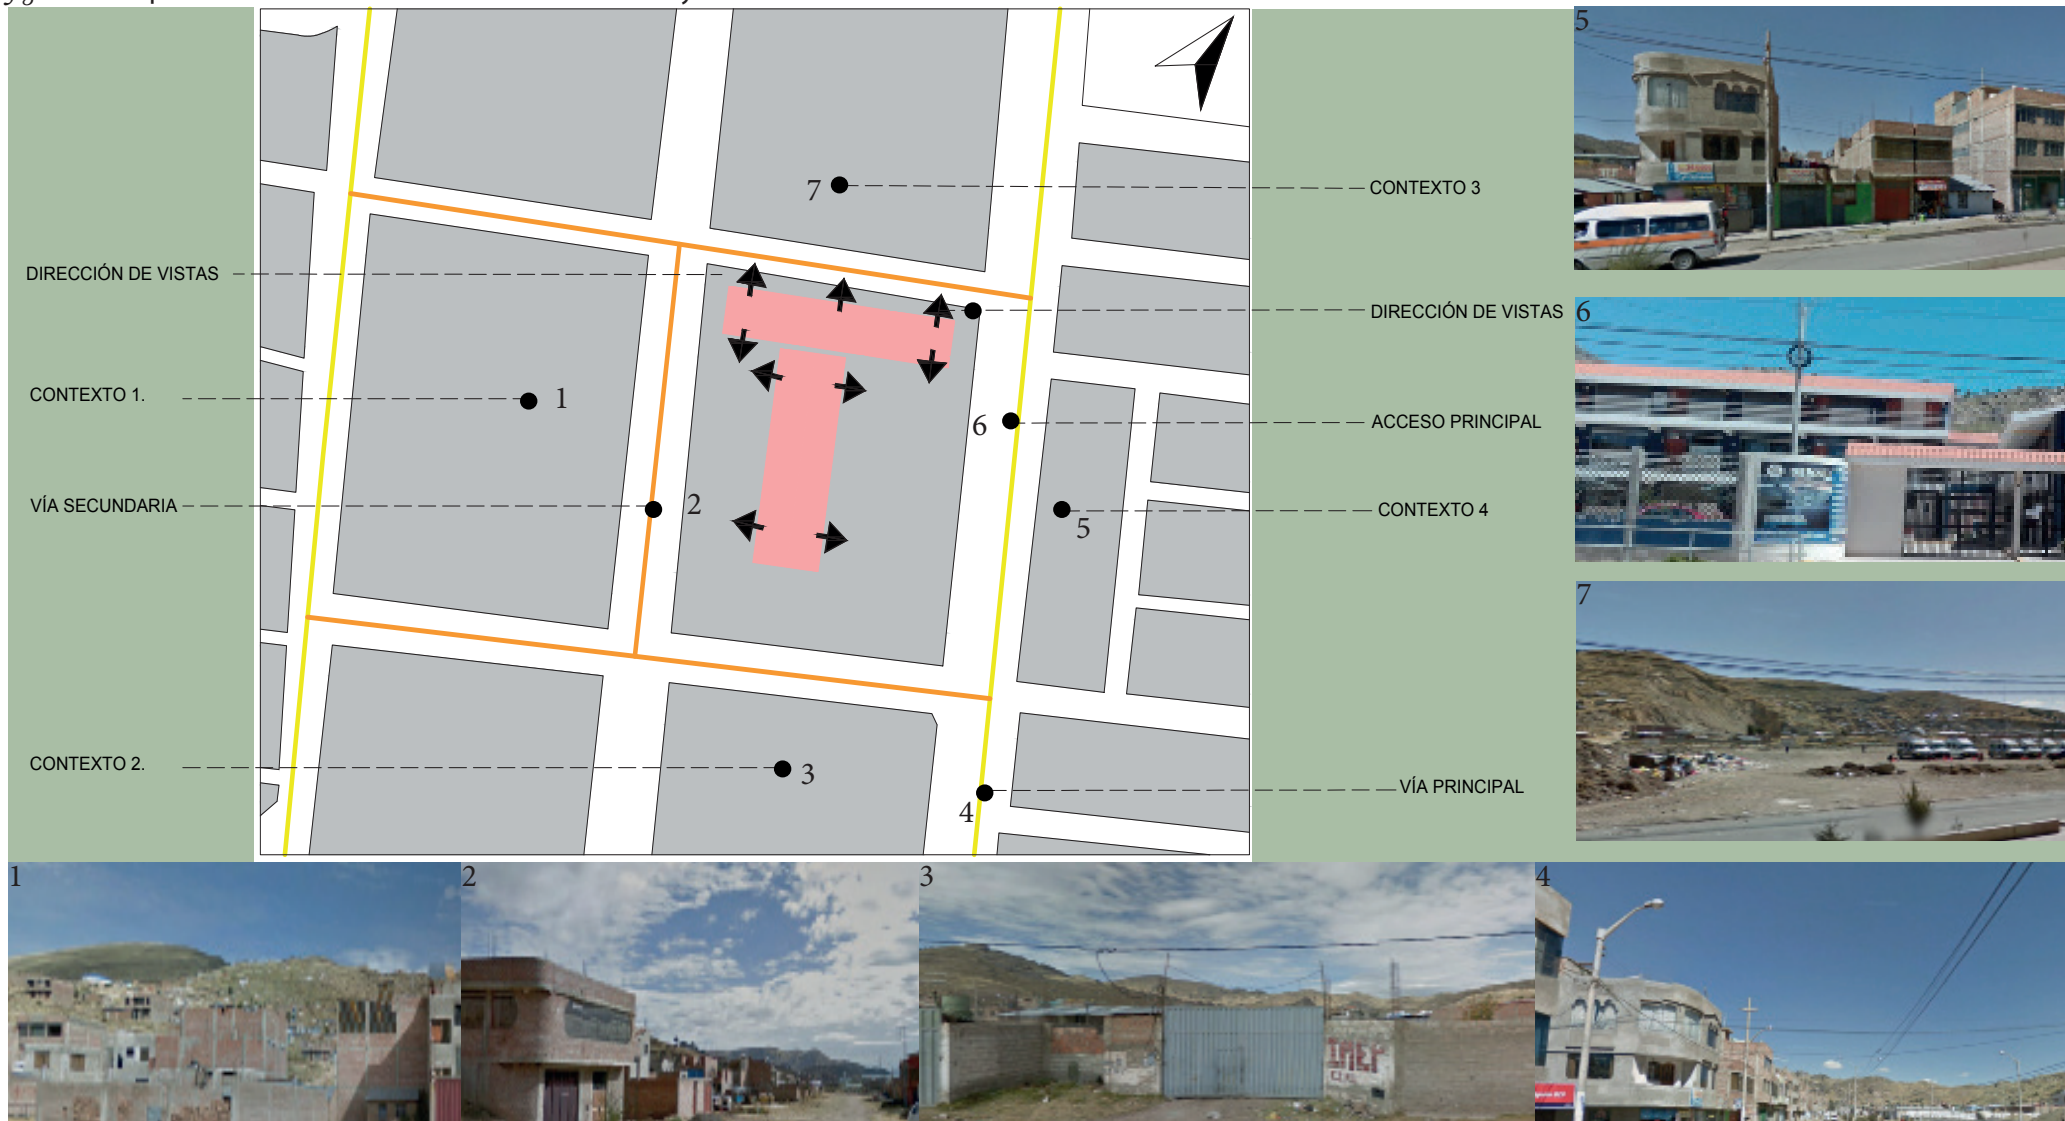 5
7
CONTEXTO 3
DIRECCIÓN DE VISTAS
DIRECCIÓN DE VISTAS
6
CONTEXTO 1.
1
6
ACCESO PRINCIPAL
VÍA SECUNDARIA
2
5
CONTEXTO 4
7
CONTEXTO 2.
3
4
VÍA PRINCIPAL
1
2
3
4